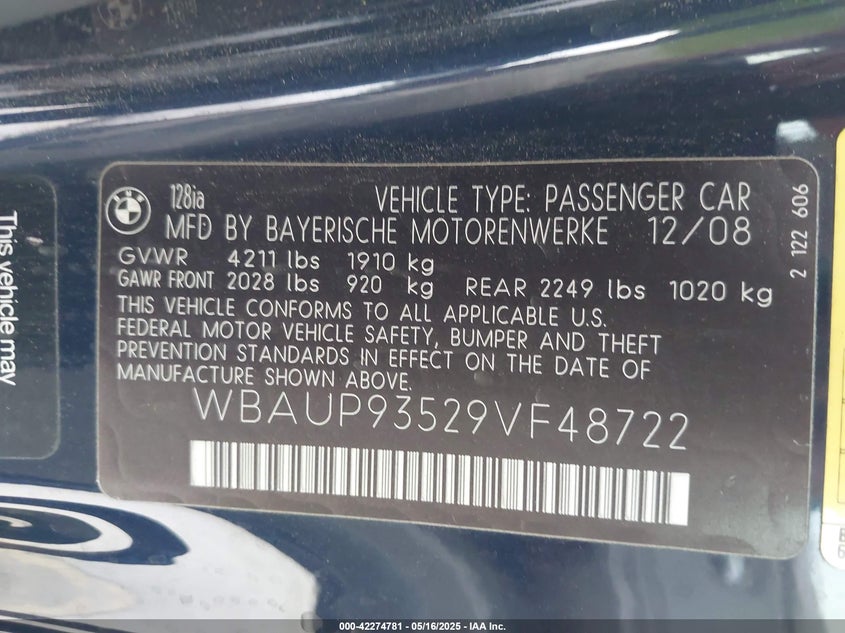 128ia
VEHICLE TYPE: PASSENGER CAR
MFD BY BAYERISCHE MOTORENWERKE 12/08
GVWR 4211 lbs 1910 kg
GAWR FRONT 2028 lbs 920 kg REAR 2249 lbs 1020 kg
THIS VEHICLE CONFORMS TO ALL APPLICABLE U.S.
FEDERAL MOTOR VEHICLE SAFETY, BUMPER AND THEFT
PREVENTION STANDARDS IN EFFECT ON THE DATE OF
MANUFACTURE SHOWN ABOVE.
WBAUP93529VF48722
2 122 606
This vehicle may
000-42274781 - 05/16/2025 - IAA Inc.